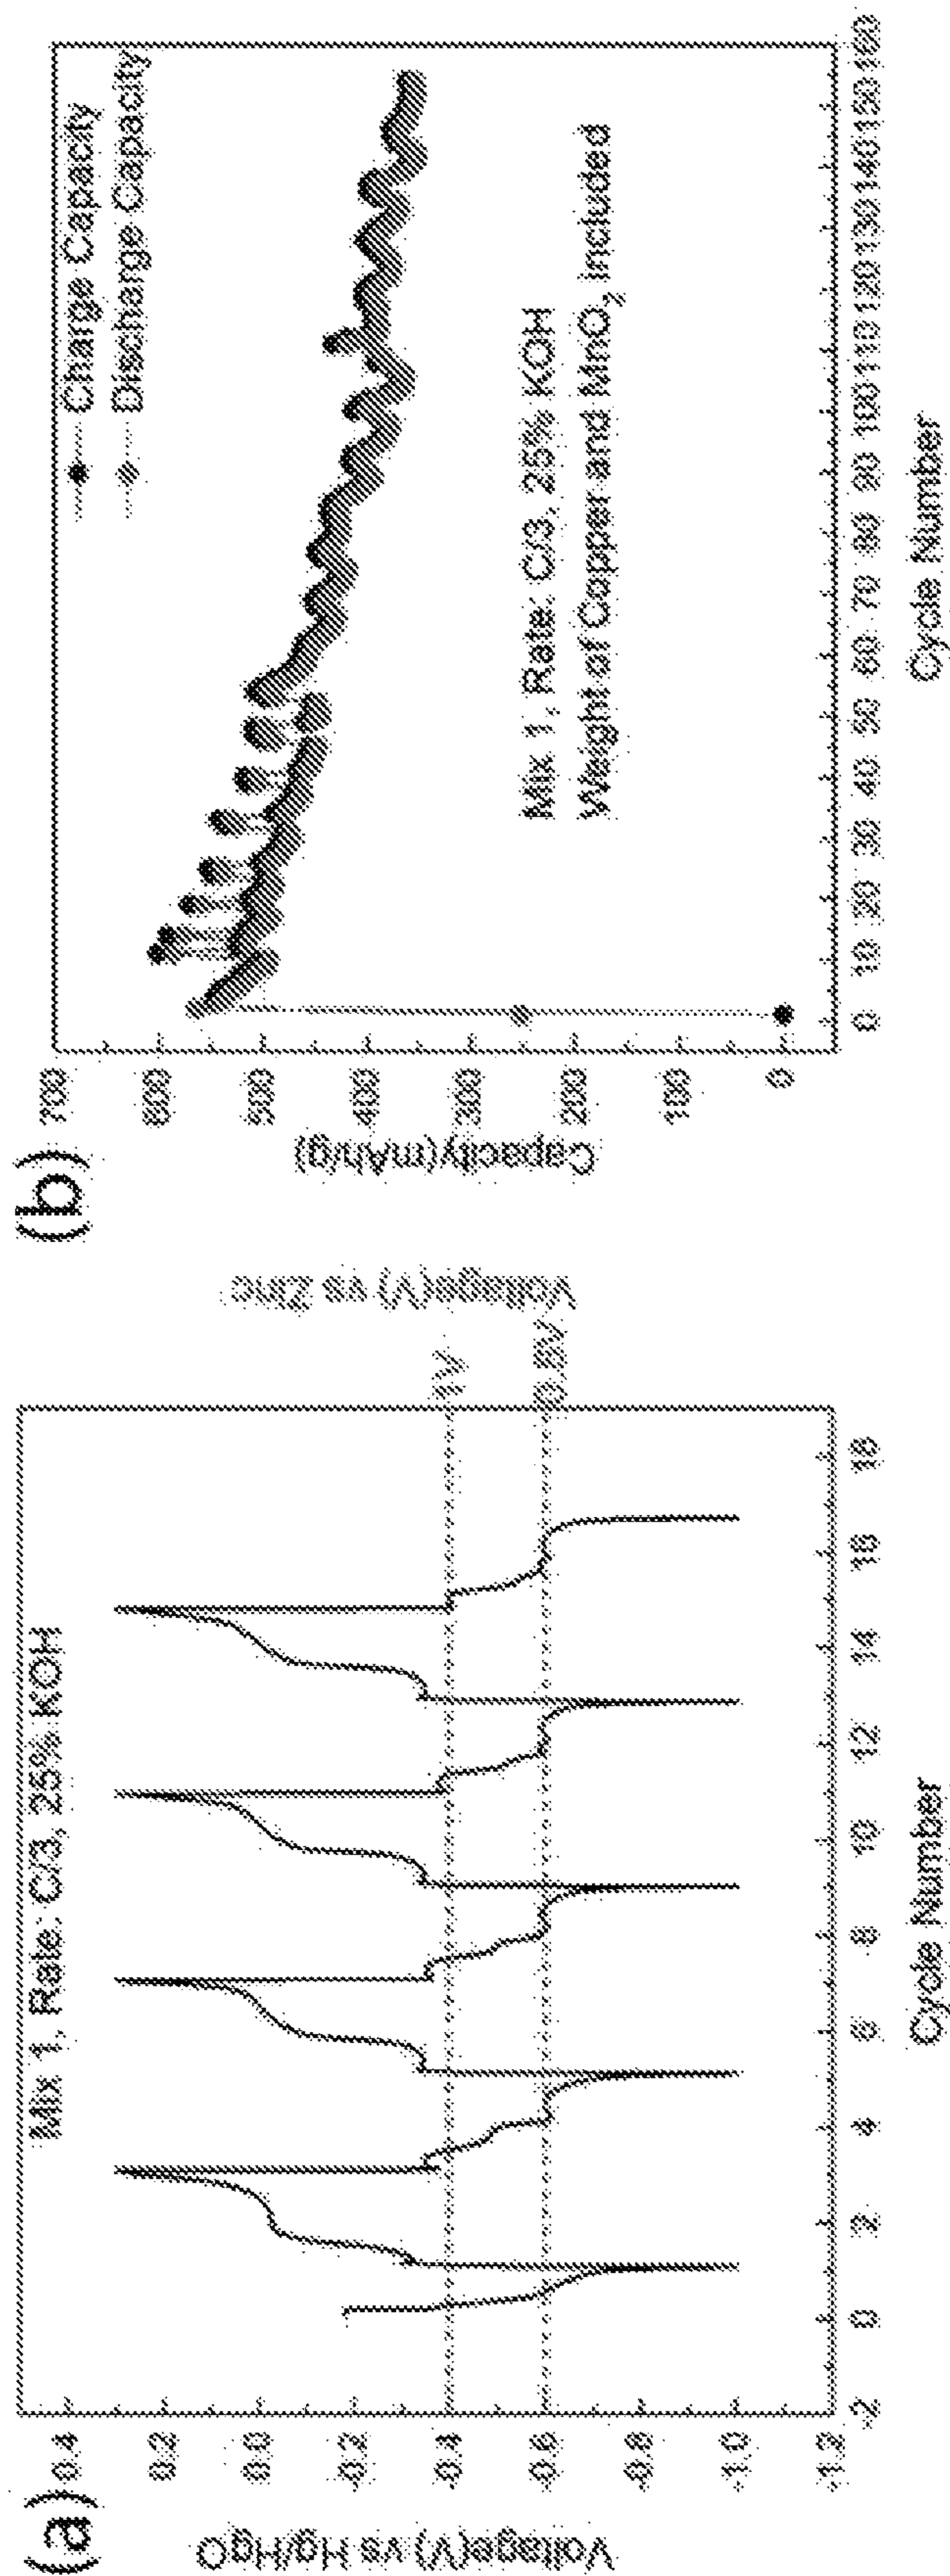 (a)
Mix 1, Rate: C/3, 25% KOH
Voltage(V) vs Hg/HgO
0.4
0.2
0.0
-0.2
-0.4
-0.6
-0.8
-1.0
-1.2
-2
0
2
4
6
8
10
12
14
16
18
Cycle Number
1V
0.8V
Voltage(V) vs Zinc
(b)
Charge Capacity
Discharge Capacity
Capacity(mAh/g)
700
600
500
400
300
200
100
0
Mix 1, Rate: C/3, 25% KOH
Weight of Copper and MnO₂ included
0 10 20 30 40 50 60 70 80 90 100 110 120 130 140 150 160
Cycle Number